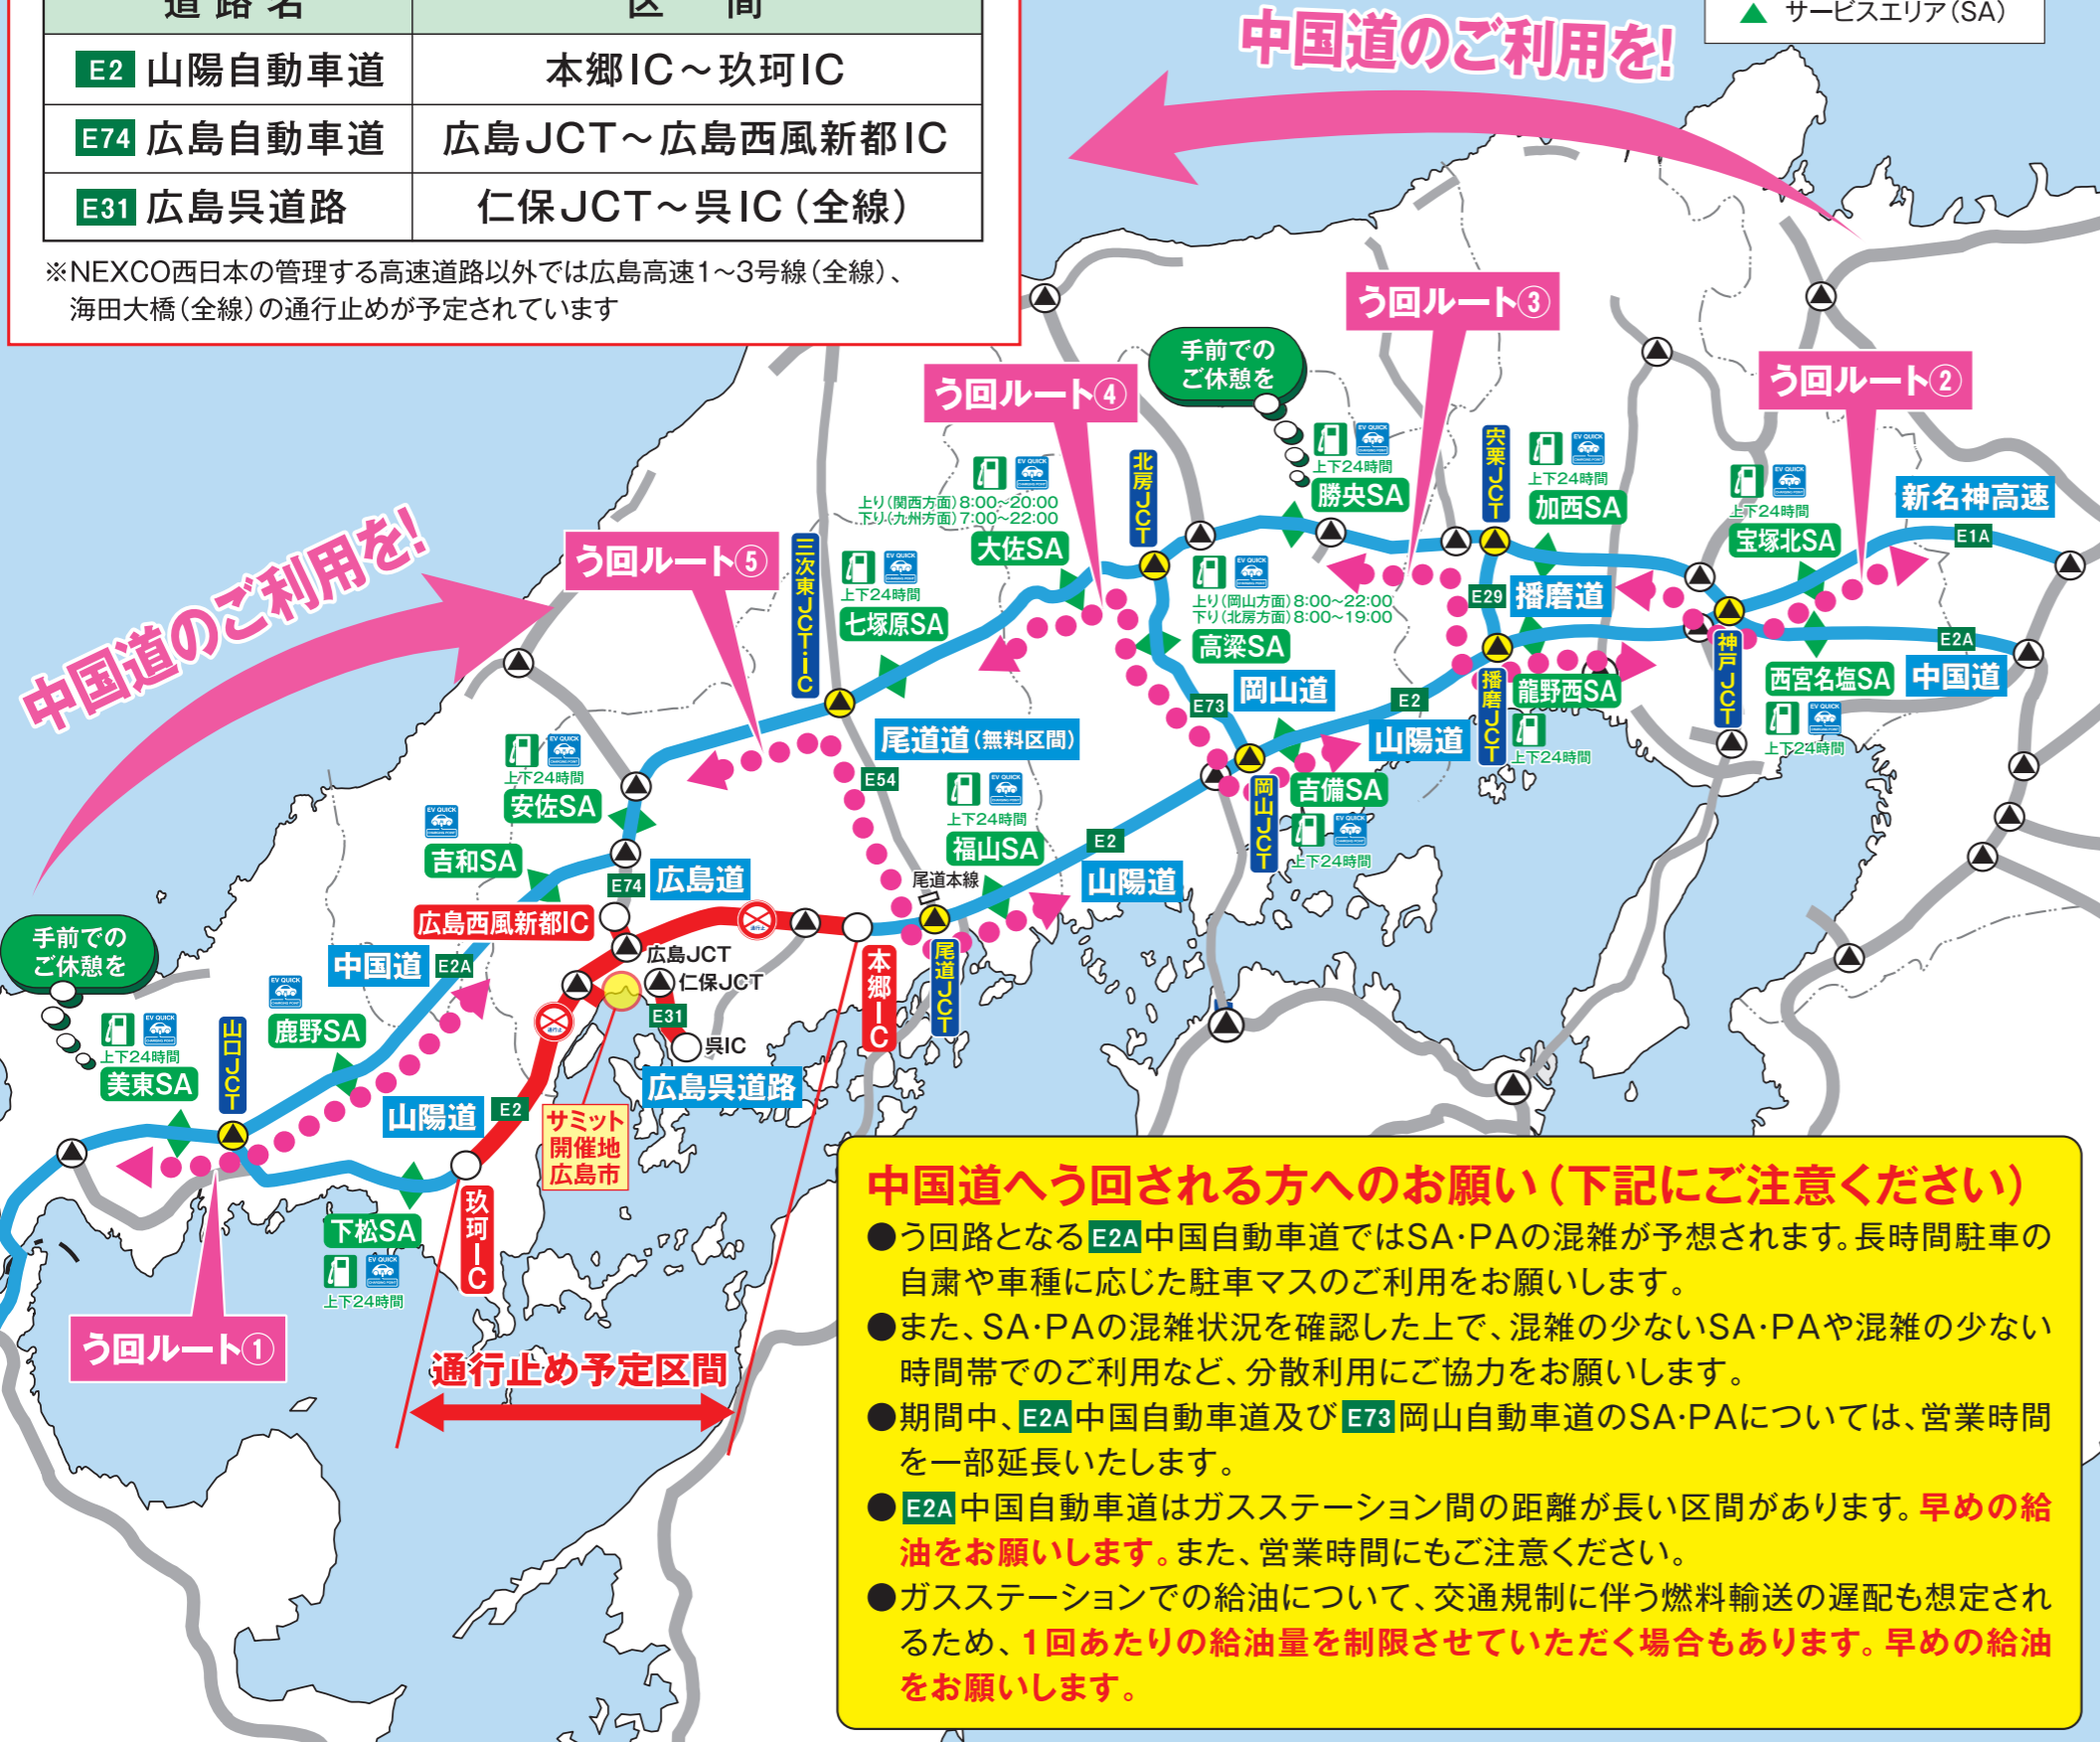 道路名 区間
E2 山陽自動車道 本郷IC～玖珂IC
E74 広島自動車道 広島JCT～広島西風新都IC
E31 広島呉道路 仁保JCT～呉IC（全線）
※NEXCO西日本の管理する高速道路以外では広島高速1～3号線（全線）、
海田大橋（全線）の通行止めが予定されています
▲ サービスエリア（SA）
中国道のご利用を!
う回ルート③
う回ルート②
う回ルート④
手前での
ご休憩を
EV QUICK
上下24時間
勝央SA
宍粟JCT
EV QUICK
上下24時間
加西SA
EV QUICK
上下24時間
宝塚北SA
新名神高速
E1A
北房JCT
EV QUICK
上り（関西方面）8:00～20:00
下り（九州方面）7:00～22:00
大佐SA
う回ルート⑤
三次東JCT・IC
EV QUICK
上下24時間
七塚原SA
EV QUICK
上り（岡山方面）8:00～22:00
下り（北房方面）8:00～19:00
高梁SA
E29
播磨道
神戸JCT
E2A
西宮名塩SA
中国道
EV QUICK
上下24時間
中国道のご利用を!
岡山道
E73
E2
山陽道
播磨JCT
龍野西SA
上下24時間
尾道道（無料区間）
E54
EV QUICK
上下24時間
安佐SA
EV QUICK
上下24時間
福山SA
岡山JCT
吉備SA
EV QUICK
上下24時間
EV QUICK
吉和SA
E74
広島道
尾道本線
E2
山陽道
広島西風新都IC
広島JCT
仁保JCT
E31
呉IC
広島呉道路
本郷IC
尾道JCT
手前での
ご休憩を
中国道
E2A
EV QUICK
鹿野SA
EV QUICK
上下24時間
美東SA
山口JCT
山陽道
E2
サミット
開催地
広島市
下松SA
EV QUICK
上下24時間
玖珂IC
う回ルート①
通行止め予定区間
中国道へう回される方へのお願い（下記にご注意ください）
●う回路となるE2A中国自動車道ではSA・PAの混雑が予想されます。長時間駐車の
自粛や車種に応じた駐車マスのご利用をお願いします。
●また、SA・PAの混雑状況を確認した上で、混雑の少ないSA・PAや混雑の少ない
時間帯でのご利用など、分散利用にご協力をお願いします。
●期間中、E2A中国自動車道及びE73岡山自動車道のSA・PAについては、営業時間
を一部延長いたします。
●E2A中国自動車道はガスステーション間の距離が長い区間があります。早めの給
油をお願いします。また、営業時間にもご注意ください。
●ガスステーションでの給油について、交通規制に伴う燃料輸送の遅配も想定され
るため、1回あたりの給油量を制限させていただく場合もあります。早めの給油
をお願いします。